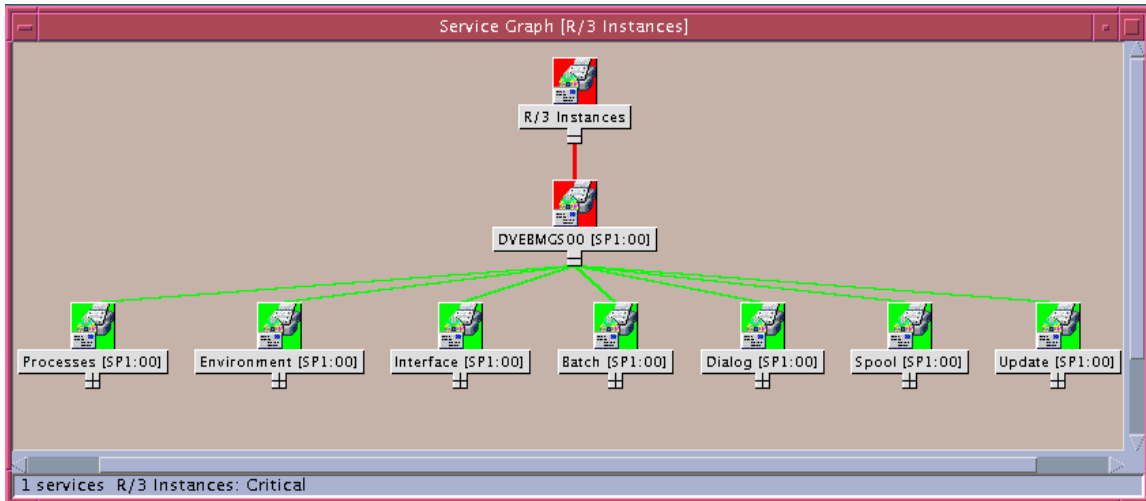 Service Graph [R/3 Instances]
R/3 Instances
DVEBMGS00 [SP1:00]
Processes [SP1:00]
Environment [SP1:00]
Interface [SP1:00]
Batch [SP1:00]
Dialog [SP1:00]
Spool [SP1:00]
Update [SP1:00]
1 services R/3 Instances: Critical